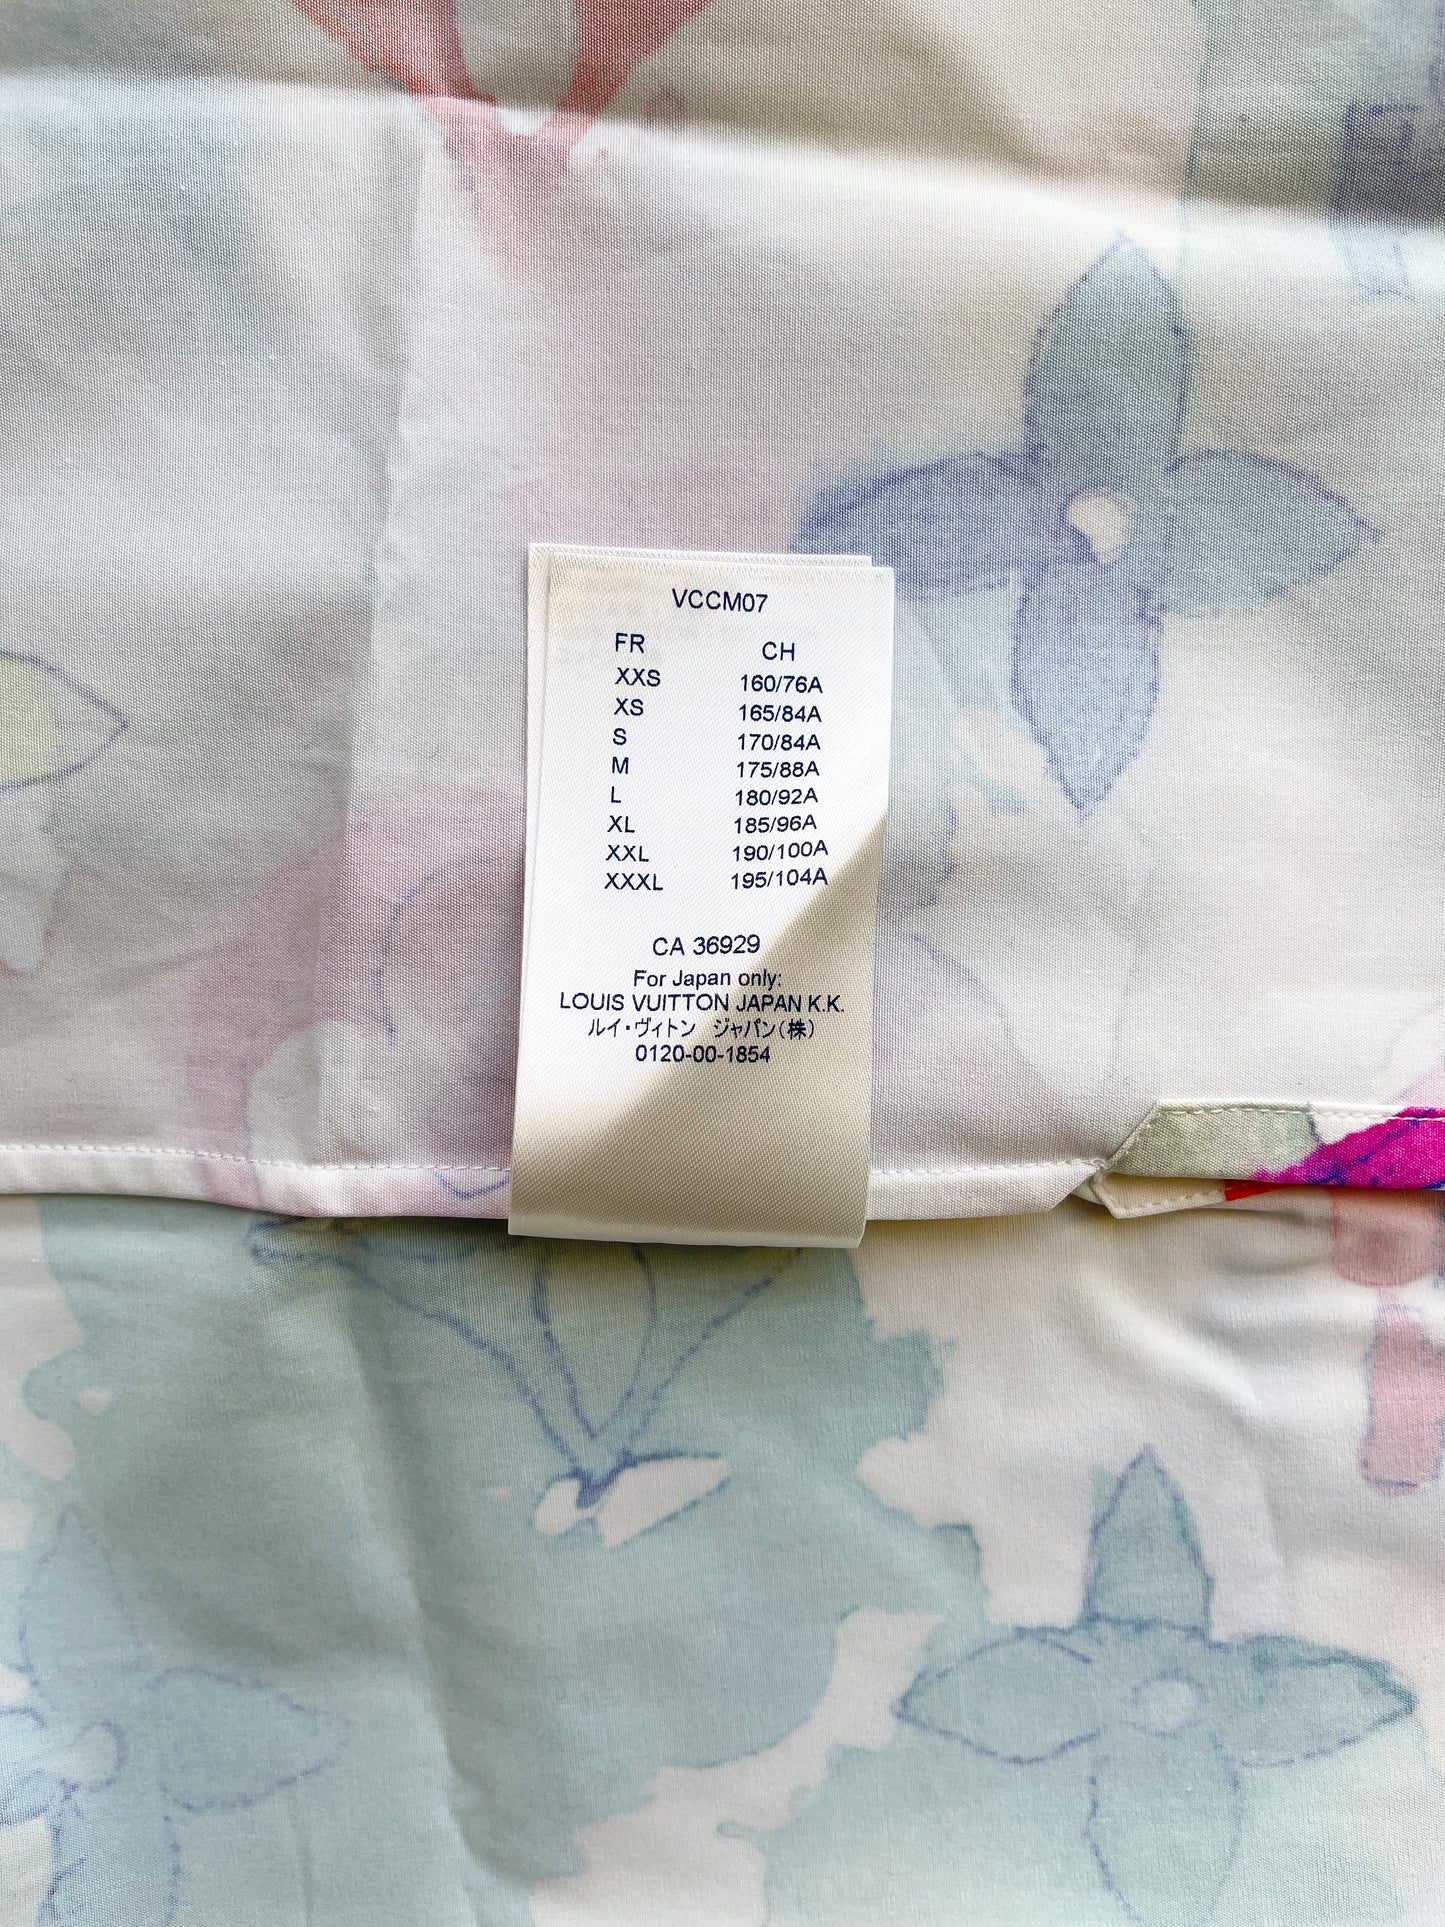 VCCM07
FR CH
XXS 160/76A
XS 165/84A
S 170/84A
M 175/88A
L 180/92A
XL 185/96A
XXL 190/100A
XXXL 195/104A
CA 36929
For Japan only:
LOUIS VUITTON JAPAN K.K.
ルイ・ヴィトン ジャパン(株)
0120-00-1854